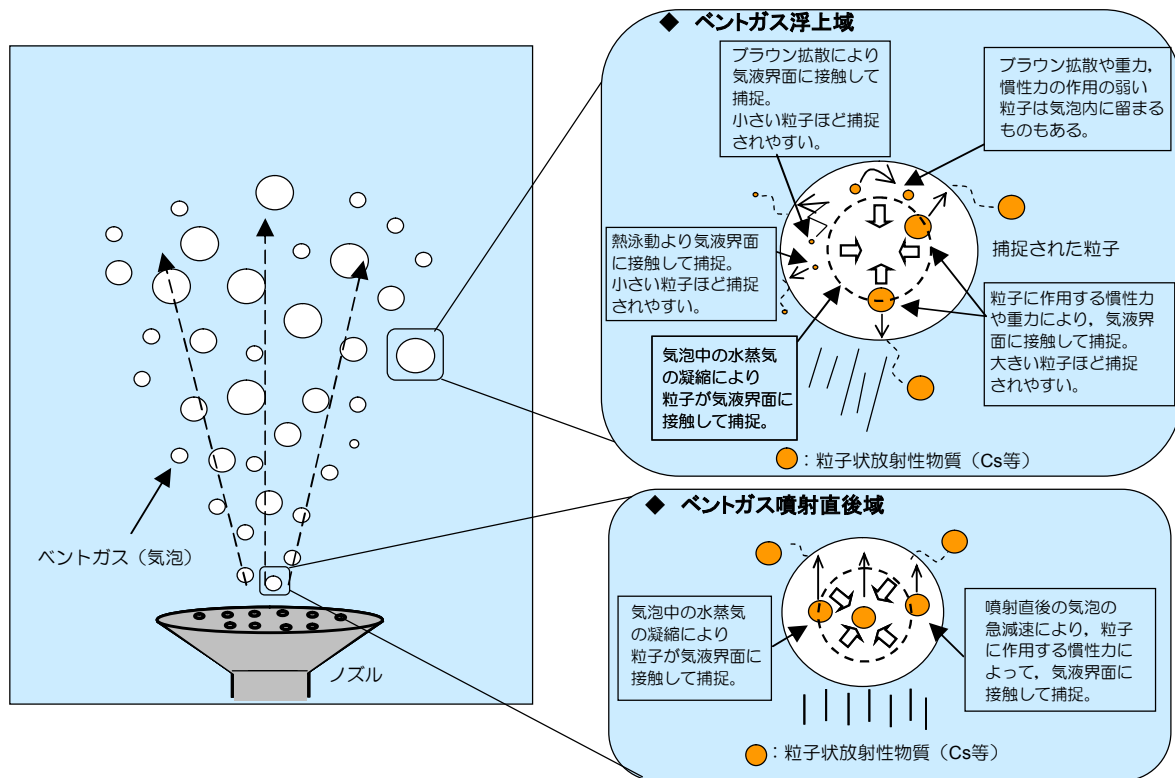 ◆ ベントガス浮上域
ブラウン拡散により
気液界面に接触して
捕捉。
小さい粒子ほど捕捉
されやすい。
ブラウン拡散や重力,
慣性力の作用の弱い
粒子は気泡内に留まる
ものもある。
熱泳動より気液界面
に接触して捕捉。
小さい粒子ほど捕捉
されやすい。
捕捉された粒子
気泡中の水蒸気
の凝縮により
粒子が気液界面に
接触して捕捉。
粒子に作用する慣性力
や重力により,気液界
面に接触して捕捉。
大きい粒子ほど捕捉
されやすい。
:粒子状放射性物質(Cs等)
ベントガス(気泡)
ノズル
◆ ベントガス噴射直後域
気泡中の水蒸気
の凝縮により
粒子が気液界面に
接触して捕捉。
噴射直後の気泡の
急減速により,粒子
に作用する慣性力に
よって,気液界面に
接触して捕捉。
:粒子状放射性物質(Cs等)